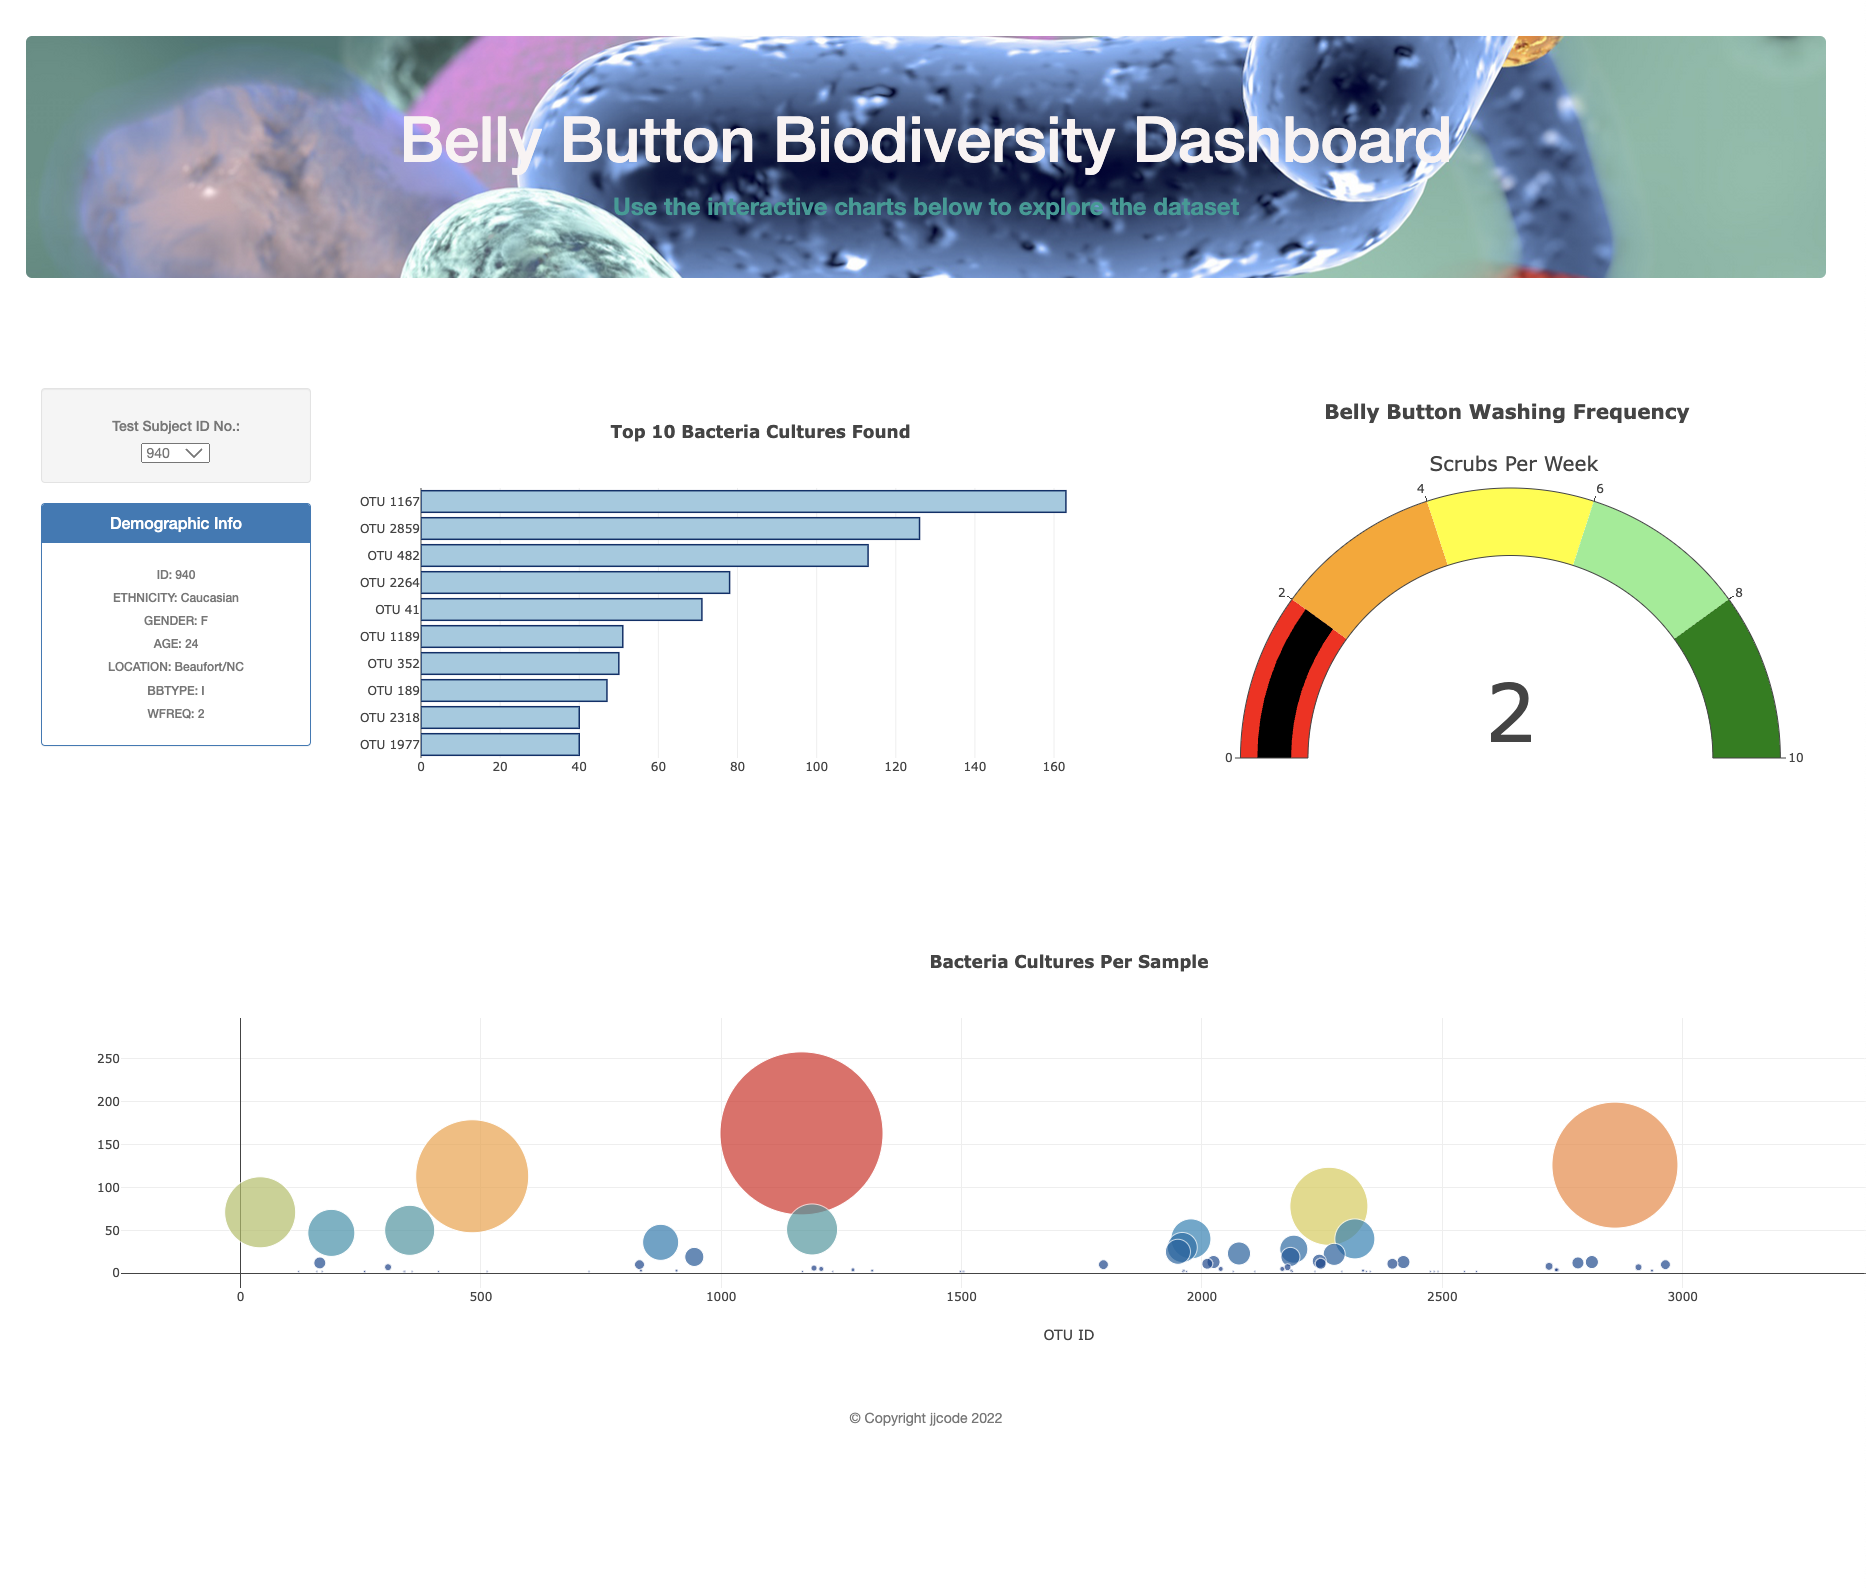 Belly Button Biodiversity Dashboard
Use the interactive charts below to explore the dataset
Test Subject ID No.:
940
Demographic Info
ID: 940
ETHNICITY: Caucasian
GENDER: F
AGE: 24
LOCATION: Beaufort/NC
BBTYPE: I
WFREQ: 2
Top 10 Bacteria Cultures Found
OTU 1167
OTU 2859
OTU 482
OTU 2264
OTU 41
OTU 1189
OTU 352
OTU 189
OTU 2318
OTU 1977
0 20 40 60 80 100 120 140 160
Belly Button Washing Frequency
Scrubs Per Week
4 6
2 8
2
0 10
Bacteria Cultures Per Sample
250
200
150
100
50
0
0 500 1000 1500 2000 2500 3000
OTU ID
© Copyright jjcode 2022